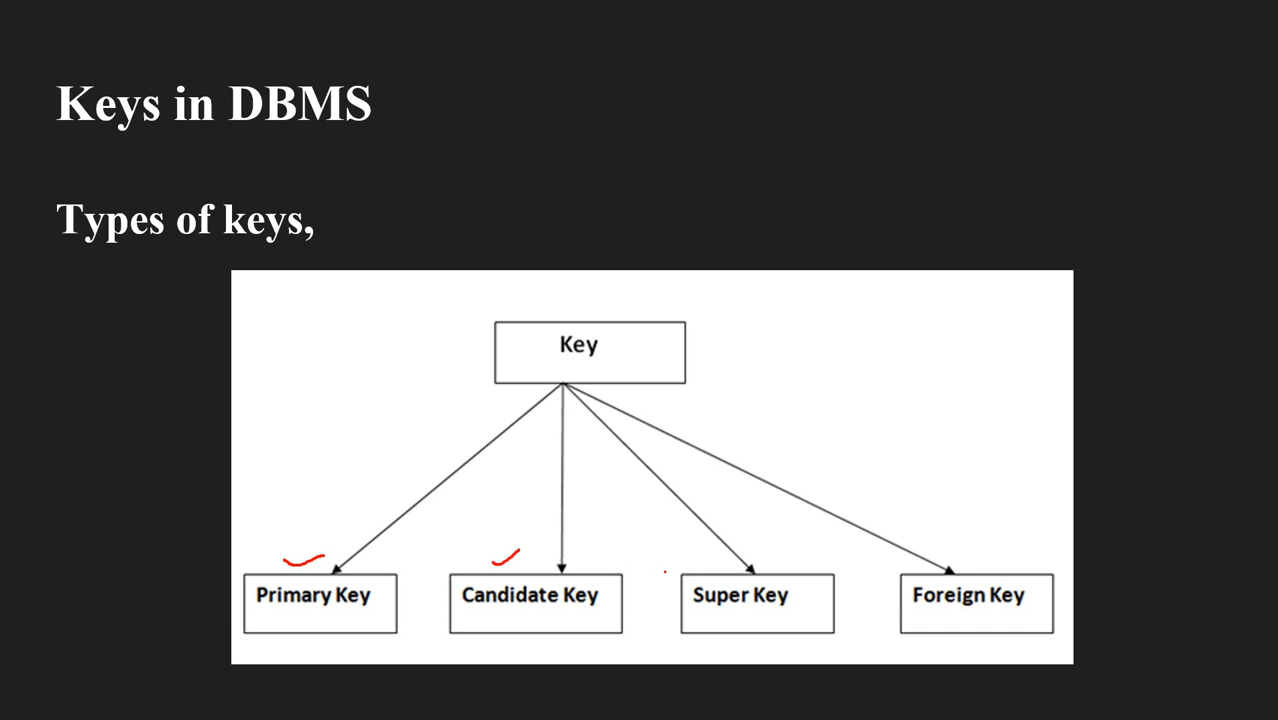 Keys in DBMS
Types of keys,
Key
Primary Key
Candidate Key
Super Key
Foreign Key